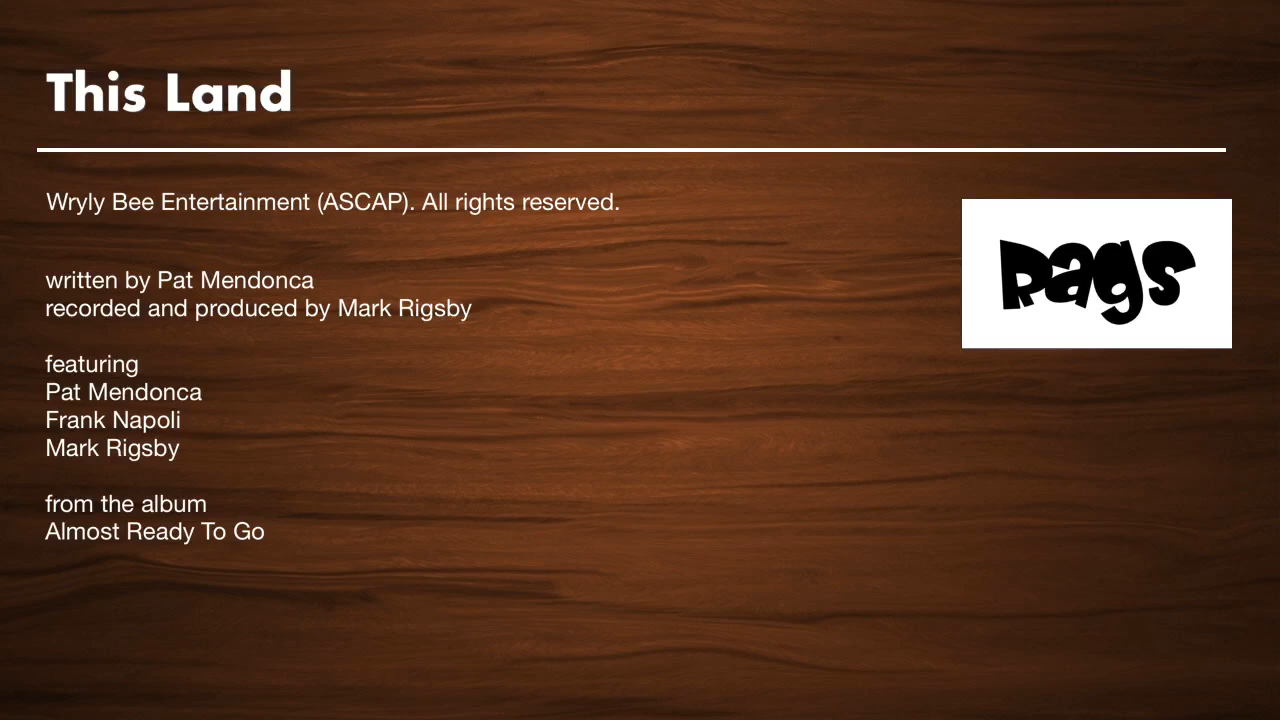 This Land
Wryly Bee Entertainment (ASCAP). All rights reserved.
Rags
written by Pat Mendonca
recorded and produced by Mark Rigsby
featuring
Pat Mendonca
Frank Napoli
Mark Rigsby
from the album
Almost Ready To Go